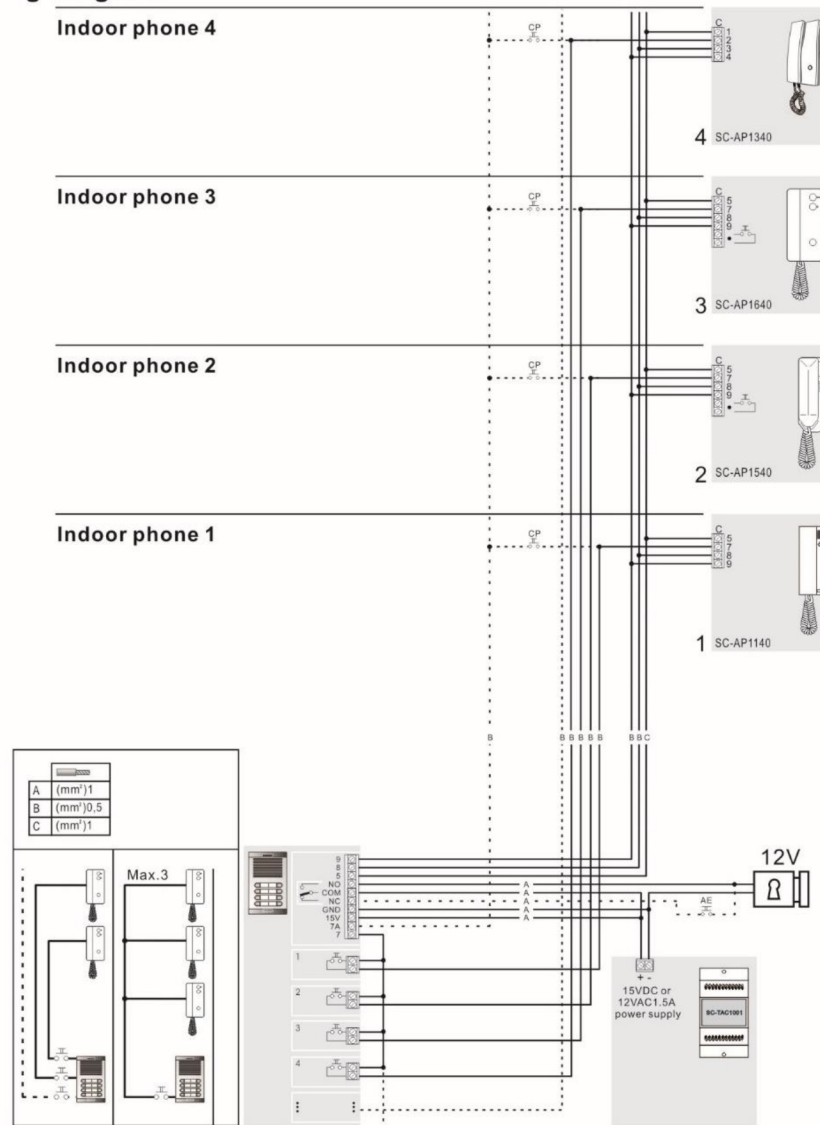 Indoor phone 4
CP
C
1
2
3
4
4 SC-AP1340
Indoor phone 3
CP
C
5
7
8
9
3 SC-AP1640
Indoor phone 2
CP
C
5
7
8
9
2 SC-AP1540
Indoor phone 1
CP
C
5
7
8
9
1 SC-AP1140
B B B B B B B B C
A (mm²)1
B (mm²)0,5
C (mm²)1
Max.3
9
8
5
NO
COM
NC
GND
15V
7A
7
A
A
A
A
A
AE
12V
1
2
3
4
+ -
15VDC or
12VAC1.5A
power supply
SC-TAC1001